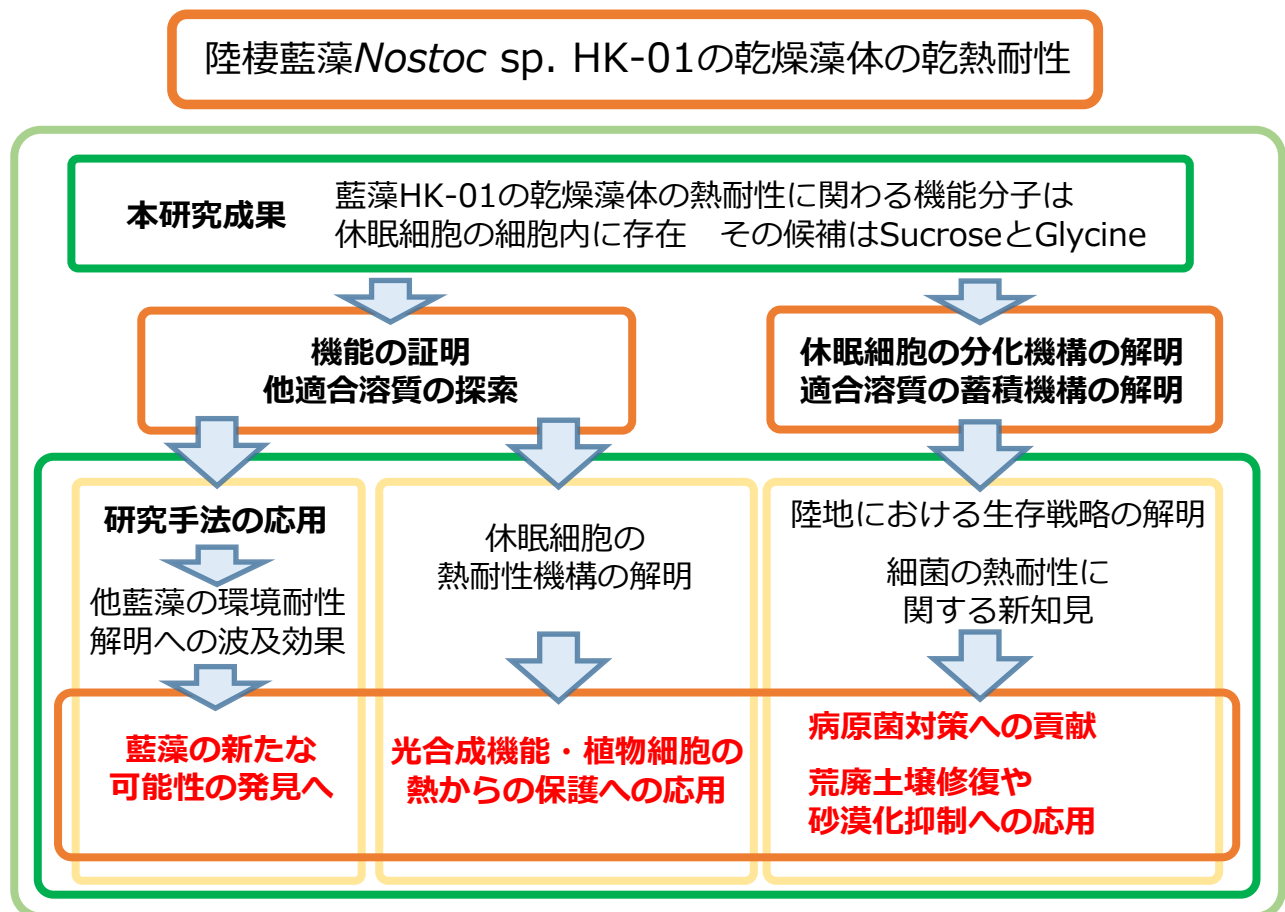 陸棲藍藻Nostoc sp. HK-01の乾燥藻体の乾熱耐性
本研究成果
藍藻HK-01の乾燥藻体の熱耐性に関わる機能分子は
休眠細胞の細胞内に存在　その候補はSucroseとGlycine
機能の証明
他適合溶質の探索
休眠細胞の分化機構の解明
適合溶質の蓄積機構の解明
研究手法の応用
他藍藻の環境耐性
解明への波及効果
藍藻の新たな
可能性の発見へ
休眠細胞の
熱耐性機構の解明
光合成機能・植物細胞の
熱からの保護への応用
陸地における生存戦略の解明
細菌の熱耐性に
関する新知見
病原菌対策への貢献
荒廃土壌修復や
砂漠化抑制への応用